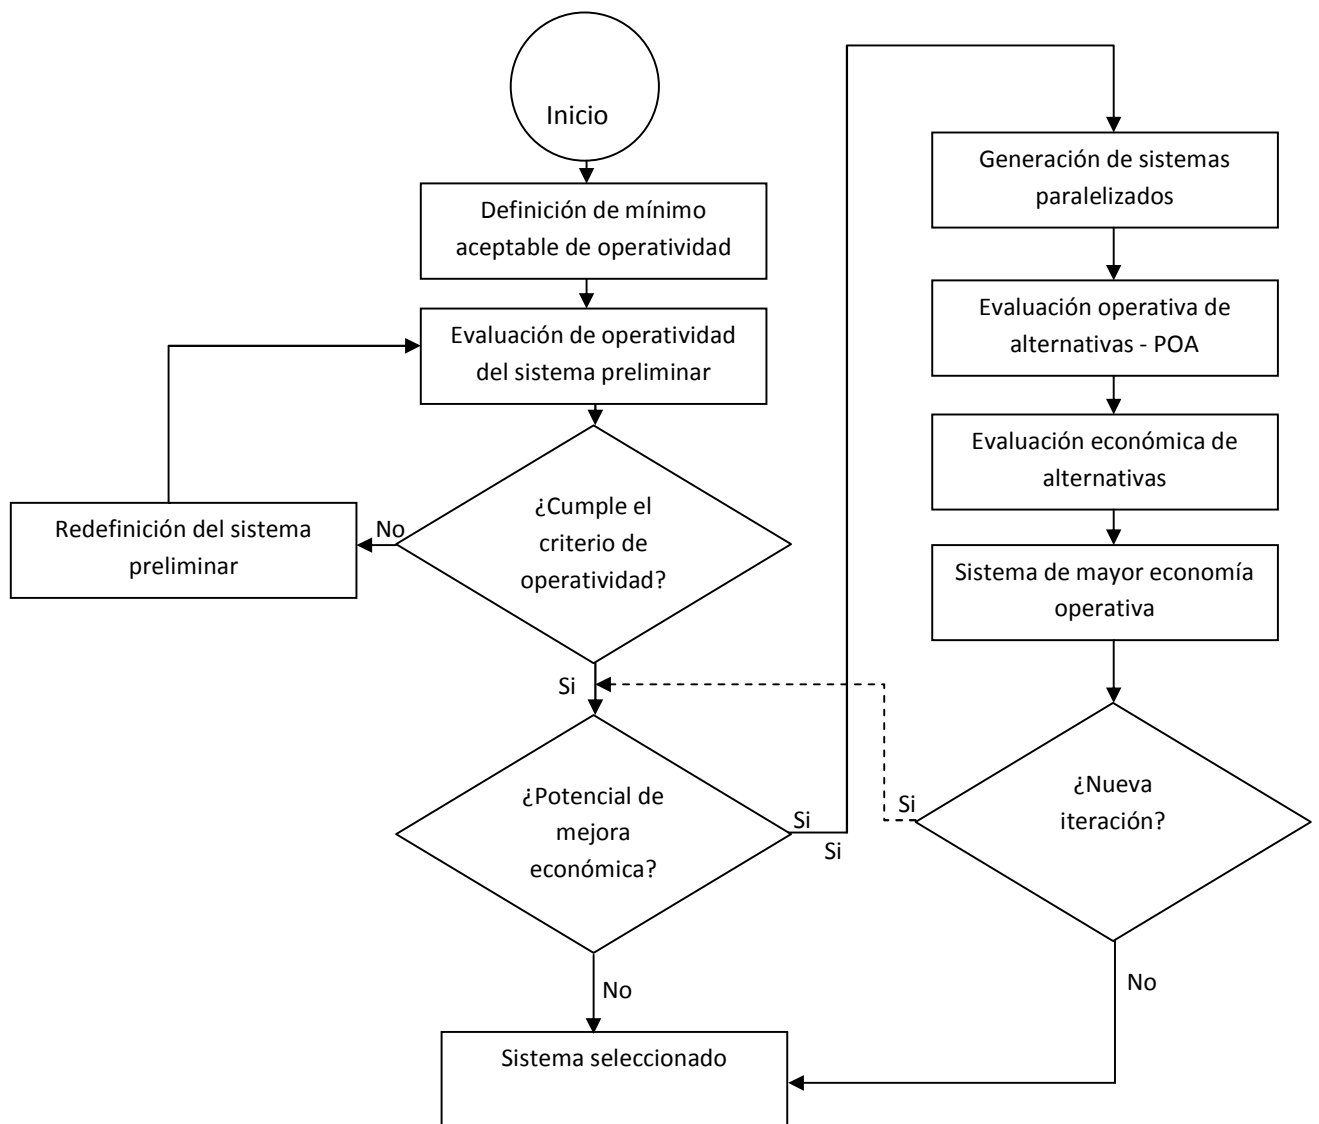 Inicio
Definición de mínimo
aceptable de operatividad
Evaluación de operatividad
del sistema preliminar
¿Cumple el
criterio de
operatividad?
No
Redefinición del sistema
preliminar
Si
¿Potencial de
mejora
económica?
Si
Si
No
Sistema seleccionado
Generación de sistemas
paralelizados
Evaluación operativa de
alternativas - POA
Evaluación económica de
alternativas
Sistema de mayor economía
operativa
¿Nueva
iteración?
Si
No